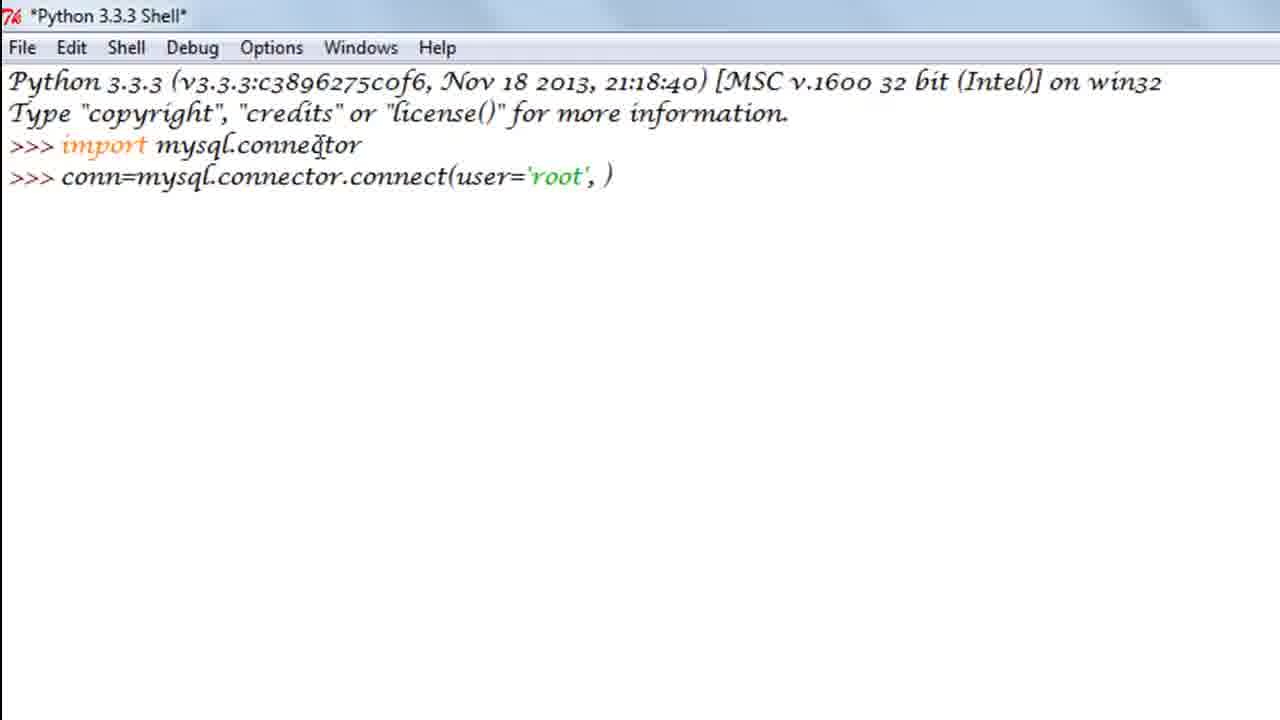 *Python 3.3.3 Shell*
File Edit Shell Debug Options Windows Help
Python 3.3.3 (v3.3.3:c3896275c0f6, Nov 18 2013, 21:18:40) [MSC v.1600 32 bit (Intel)] on win32
Type "copyright", "credits" or "license()" for more information.
>>> import mysql.connector
>>> conn=mysql.connector.connect(user='root', )